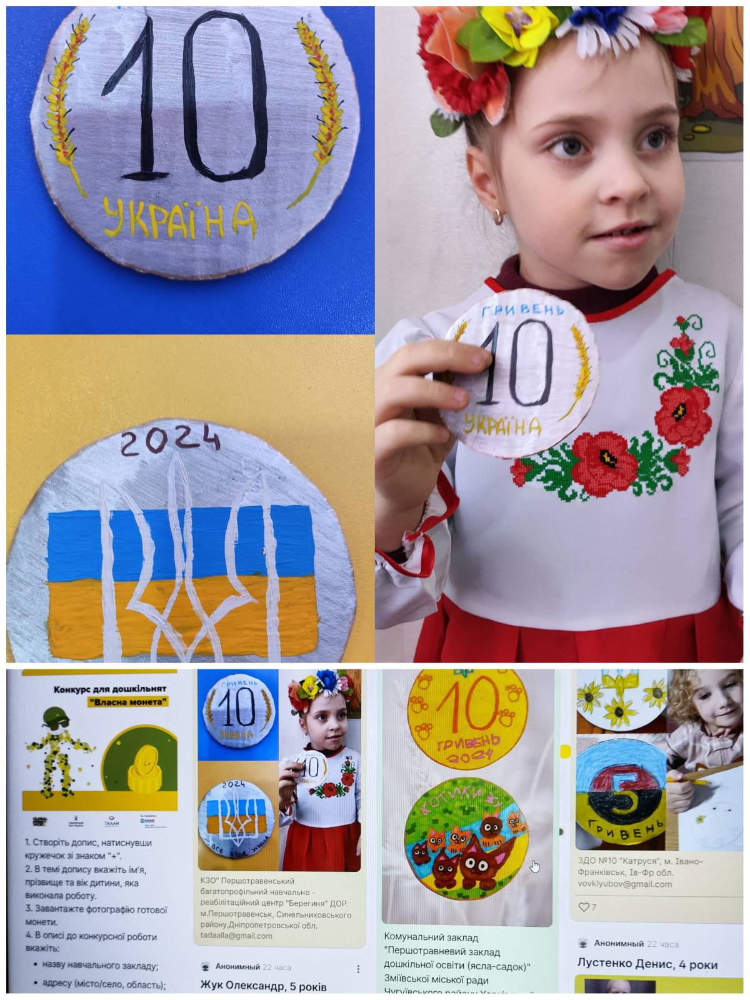 10
УКРАЇНА
2024
ГРИВЕНЬ
10
УКРАЇНА
Конкурс для дошкільнят
"Власна монета"
ТАЛАН
USAID
1. Створіть допис, натиснувши
кружечок зі знаком "+".
2. В темі допису вкажіть ім'я,
прізвище та вік дитини, яка
виконала роботу.
3. Завантажте фотографію готової
монети.
4. В описі до конкурсної роботи
вкажіть:
• назву навчального закладу;
• адресу (місто/село, область);
ГРИВЕНЬ
10
УКРАЇНА
2024
ВСЕ БУДЕ УКРАЇНА
10
УКРАЇНА
КЗО" Першотравенський
багатопрофільний навчально -
реабілітаційний центр "Берегиня" ДОР.
м.Першотравенськ, Синельниковського
району,Дніпропетровської обл.
tadaalla@gmail.com
Анонимный 22 часа
Жук Олександр, 5 років
10
ГРИВЕНЬ
2024
КОТИКИ
Комунальний заклад
"Першотравневий заклад
дошкільної освіти (ясла-садок)"
Зміївської міської ради
Чугуївського району
5
ГРИВЕНЬ
ЗДО №10 "Катруся", м. Івано-
Франківськ, Ів-Фр обл.
vovklyubov@gmail.com
7
Анонимный 22 часа
Лустенко Денис, 4 роки